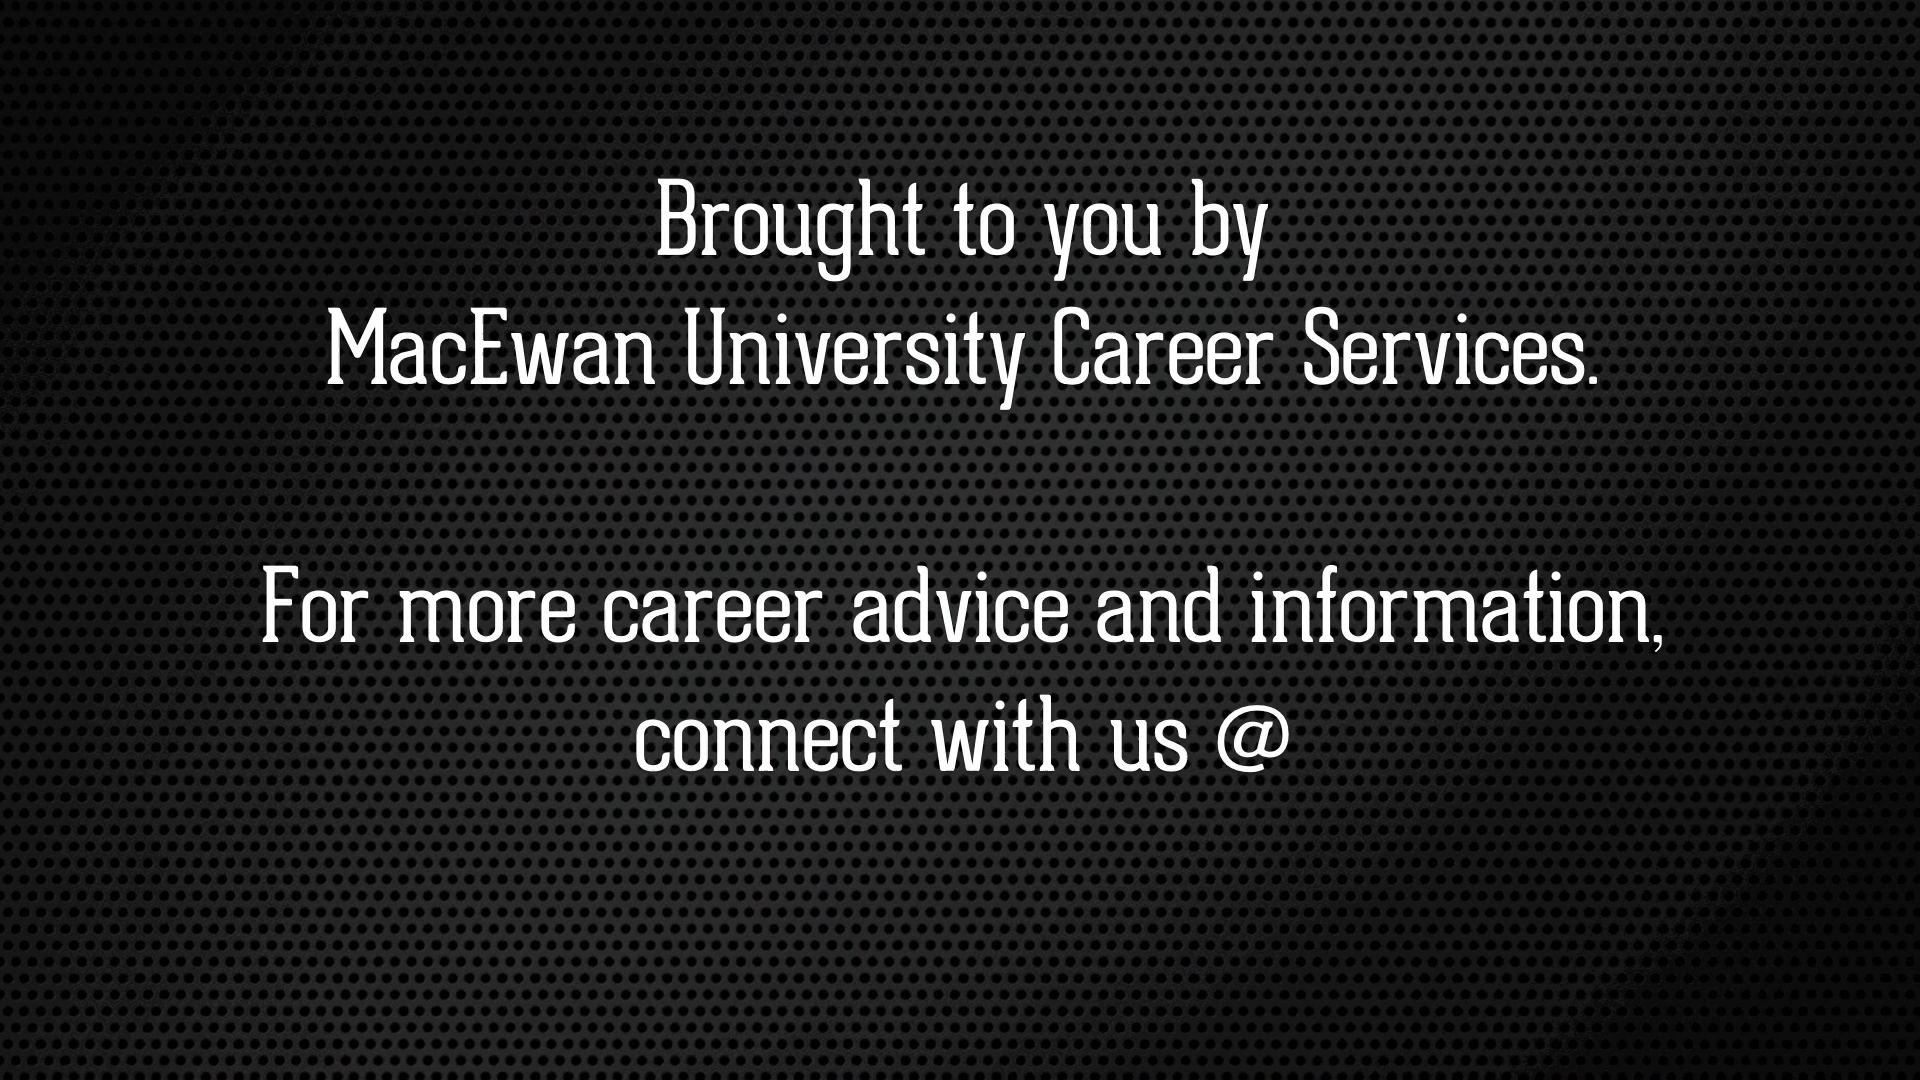 Brought to you by
MacEwan University Career Services.
For more career advice and information,
connect with us @